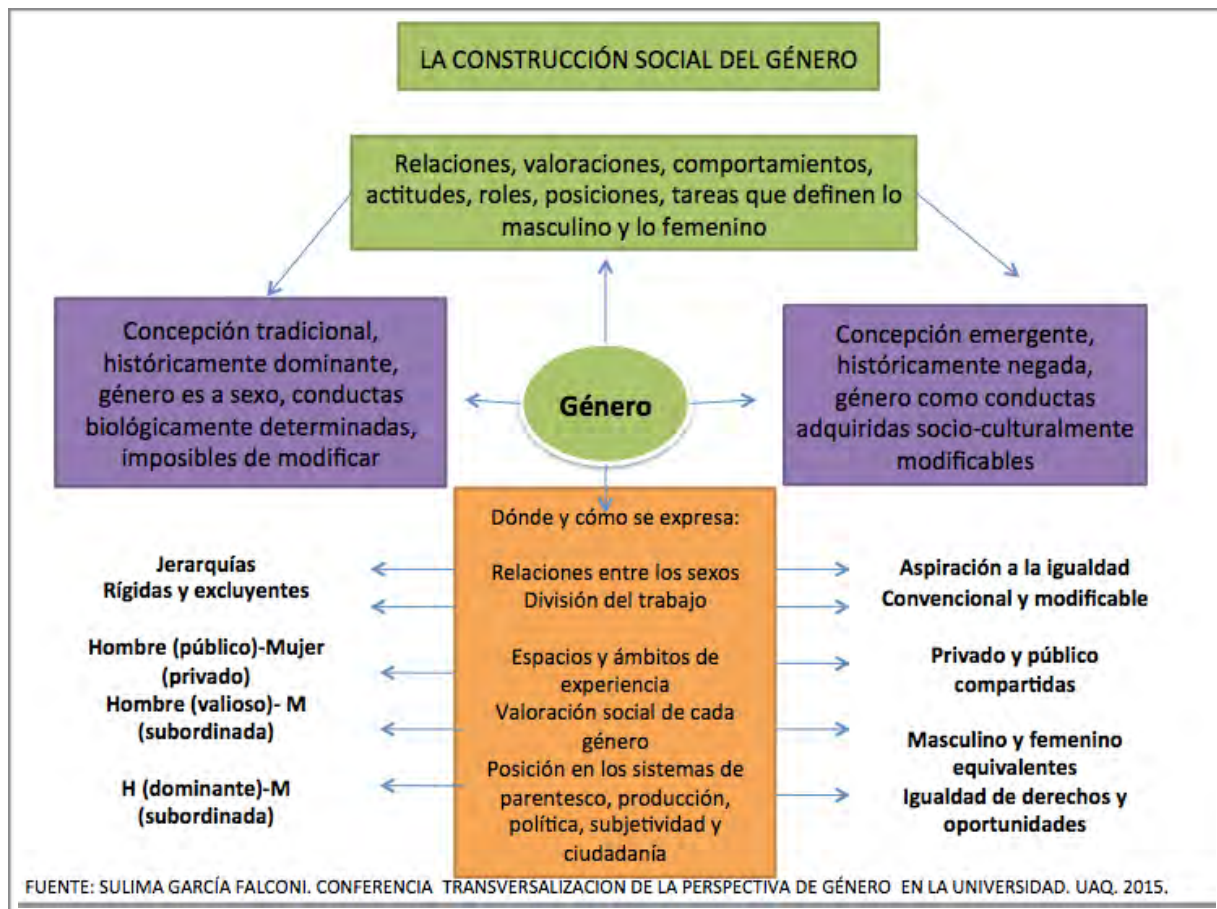 LA CONSTRUCCIÓN SOCIAL DEL GÉNERO
Relaciones, valoraciones, comportamientos,
actitudes, roles, posiciones, tareas que definen lo
masculino y lo femenino
Concepción tradicional,
históricamente dominante,
género es a sexo, conductas
biológicamente determinadas,
imposibles de modificar
Género
Concepción emergente,
históricamente negada,
género como conductas
adquiridas socio-culturalmente
modificables
Dónde y cómo se expresa:
Jerarquías
Rígidas y excluyentes
Relaciones entre los sexos
División del trabajo
Aspiración a la igualdad
Convencional y modificable
Hombre (público)-Mujer
(privado)
Espacios y ámbitos de
experiencia
Privado y público
compartidas
Hombre (valioso)- M
(subordinada)
Valoración social de cada
género
Masculino y femenino
equivalentes
H (dominante)-M
(subordinada)
Posición en los sistemas de
parentesco, producción,
política, subjetividad y
ciudadanía
Igualdad de derechos y
oportunidades
FUENTE: SULIMA GARCÍA FALCONI. CONFERENCIA TRANSVERSALIZACION DE LA PERSPECTIVA DE GÉNERO EN LA UNIVERSIDAD. UAQ. 2015.